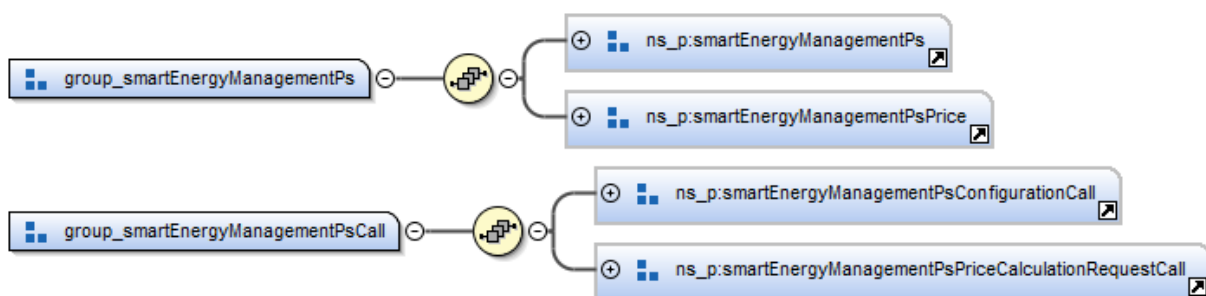 ns_p:smartEnergyManagementPs
group_smartEnergyManagementPs
ns_p:smartEnergyManagementPsPrice
ns_p:smartEnergyManagementPsConfigurationCall
group_smartEnergyManagementPsCall
ns_p:smartEnergyManagementPsPriceCalculationRequestCall